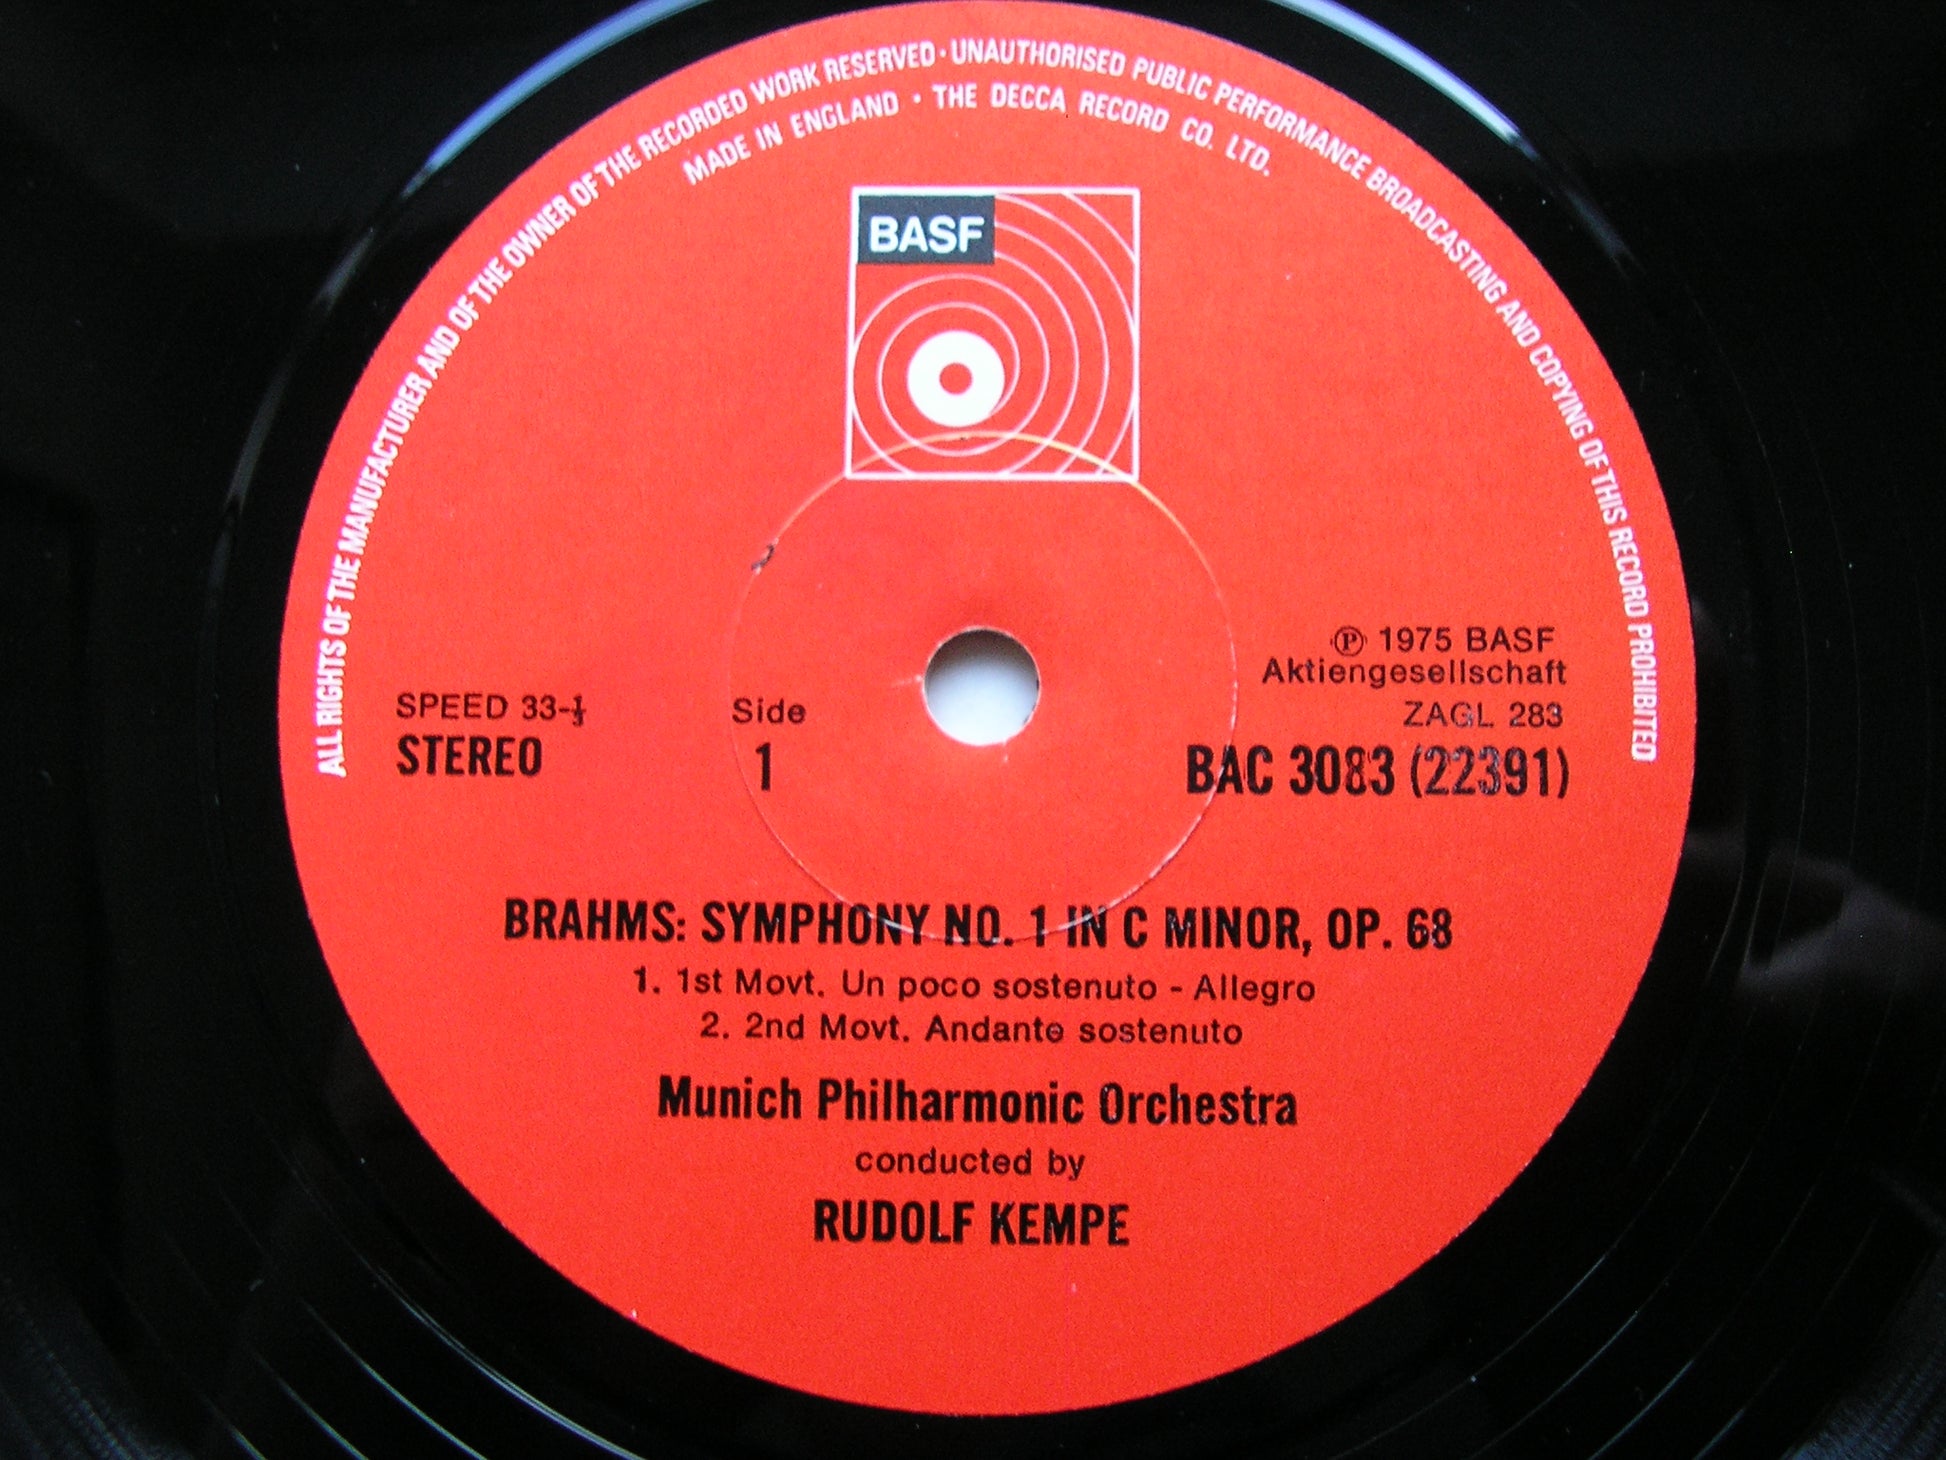 ALL RIGHTS OF THE MANUFACTURER AND OF THE OWNER OF THE RECORDED WORK RESERVED · UNAUTHORISED PUBLIC PERFORMANCE BROADCASTING AND COPYING OF THIS RECORD PROHIBITED
MADE IN ENGLAND · THE DECCA RECORD CO. LTD.
BASF
℗ 1975 BASF
Aktiengesellschaft
SPEED 33-⅓
Side
ZAGL 283
STEREO
1
BAC 3083 (22391)
BRAHMS: SYMPHONY NO. 1 IN C MINOR, OP. 68
1. 1st Movt. Un poco sostenuto - Allegro
2. 2nd Movt. Andante sostenuto
Munich Philharmonic Orchestra
conducted by
RUDOLF KEMPE